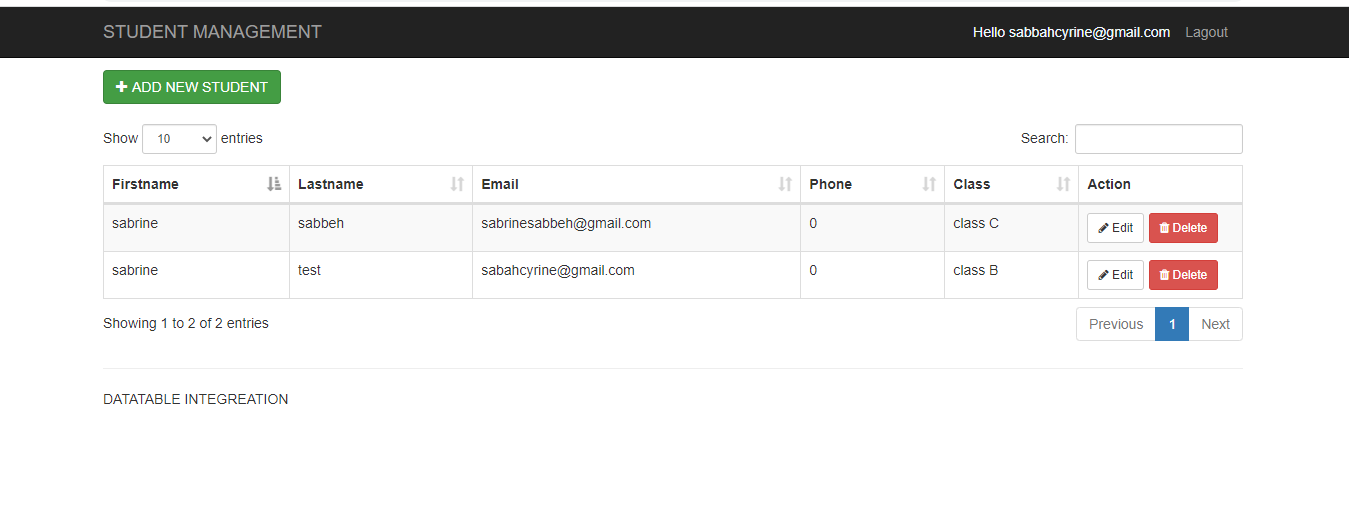 STUDENT MANAGEMENT Hello sabbahcyrine@gmail.com Lagout
ADD NEW STUDENT
Show 10 entries Search:
Firstname Lastname Email Phone Class Action
sabrine sabbeh sabrinesabbeh@gmail.com 0 class C Edit Delete
sabrine test sabahcyrine@gmail.com 0 class B Edit Delete
Showing 1 to 2 of 2 entries Previous 1 Next
DATATABLE INTEGREATION